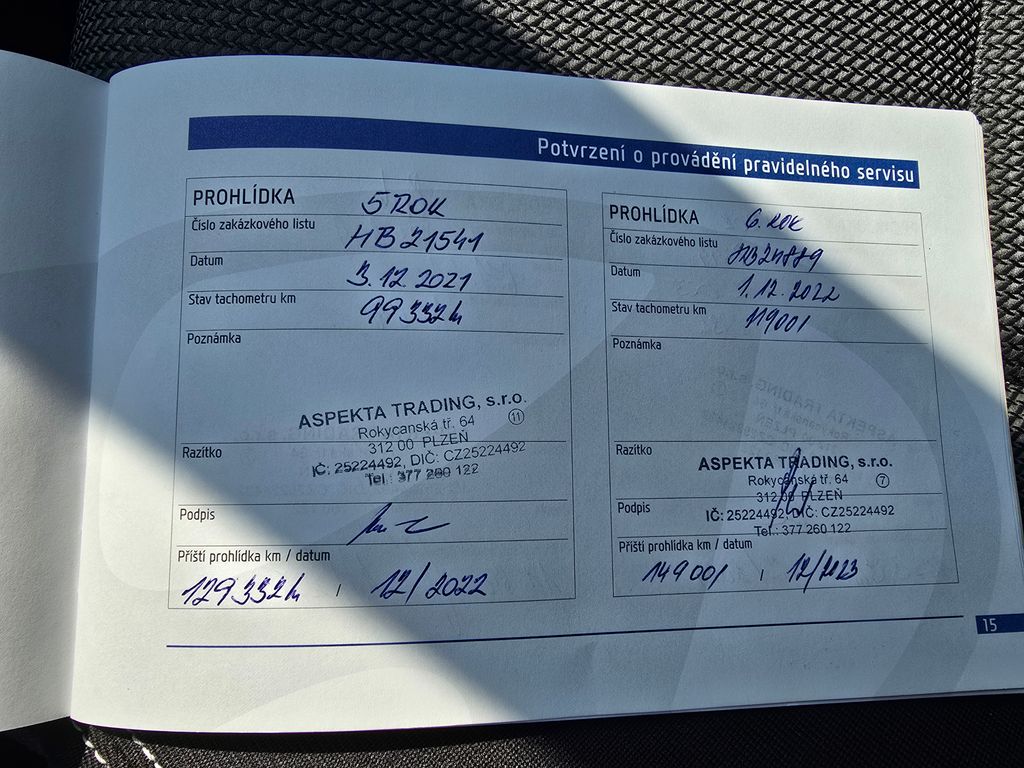 Potvrzení o provádění pravidelného servisu
PROHLÍDKA 5 ROK
Číslo zakázkového listu HB21541
Datum 3.12.2021
Stav tachometru km 99332h
Poznámka
Razítko
ASPEKTA TRADING, s.r.o.
Rokycanská tř. 64 11
312 00 PLZEŇ
IČ: 25224492, DIČ: CZ25224492
Tel.: 377 260 122
Podpis
Příští prohlídka km / datum
129332h / 12/2022
PROHLÍDKA 6. ROK
Číslo zakázkového listu
Datum 1.12.2022
Stav tachometru km 119001
Poznámka
Razítko
ASPEKTA TRADING, s.r.o.
Rokycanská tř. 64 7
312 00 PLZEŇ
Podpis
IČ: 25224492, DIČ: CZ25224492
Tel.: 377 260 122
Příští prohlídka km / datum
149001 / 12/2023
15